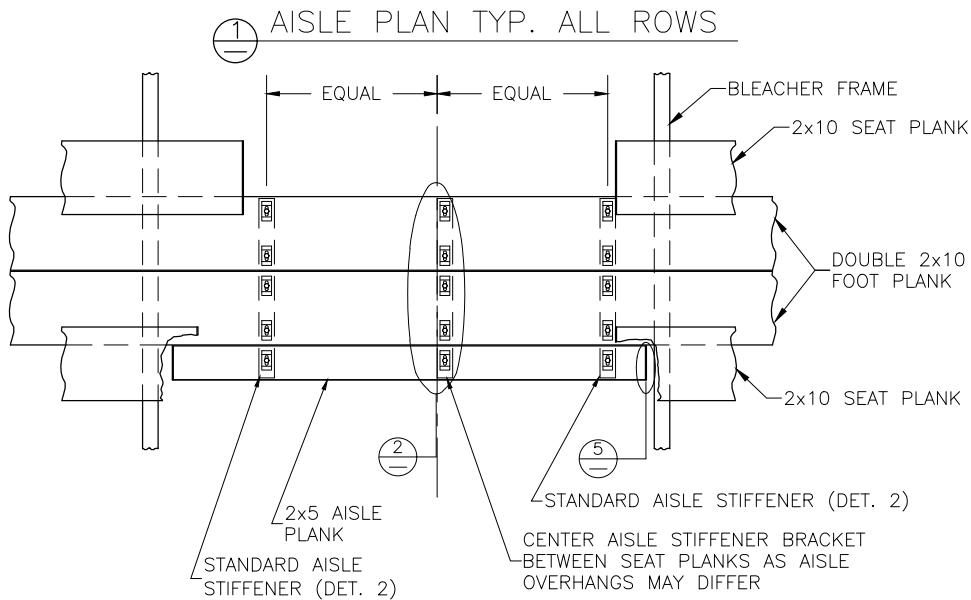 1
AISLE PLAN TYP. ALL ROWS
EQUAL
EQUAL
BLEACHER FRAME
2x10 SEAT PLANK
DOUBLE 2x10
FOOT PLANK
2x10 SEAT PLANK
2
5
STANDARD AISLE STIFFENER (DET. 2)
2x5 AISLE
PLANK
CENTER AISLE STIFFENER BRACKET
BETWEEN SEAT PLANKS AS AISLE
OVERHANGS MAY DIFFER
STANDARD AISLE
STIFFENER (DET. 2)